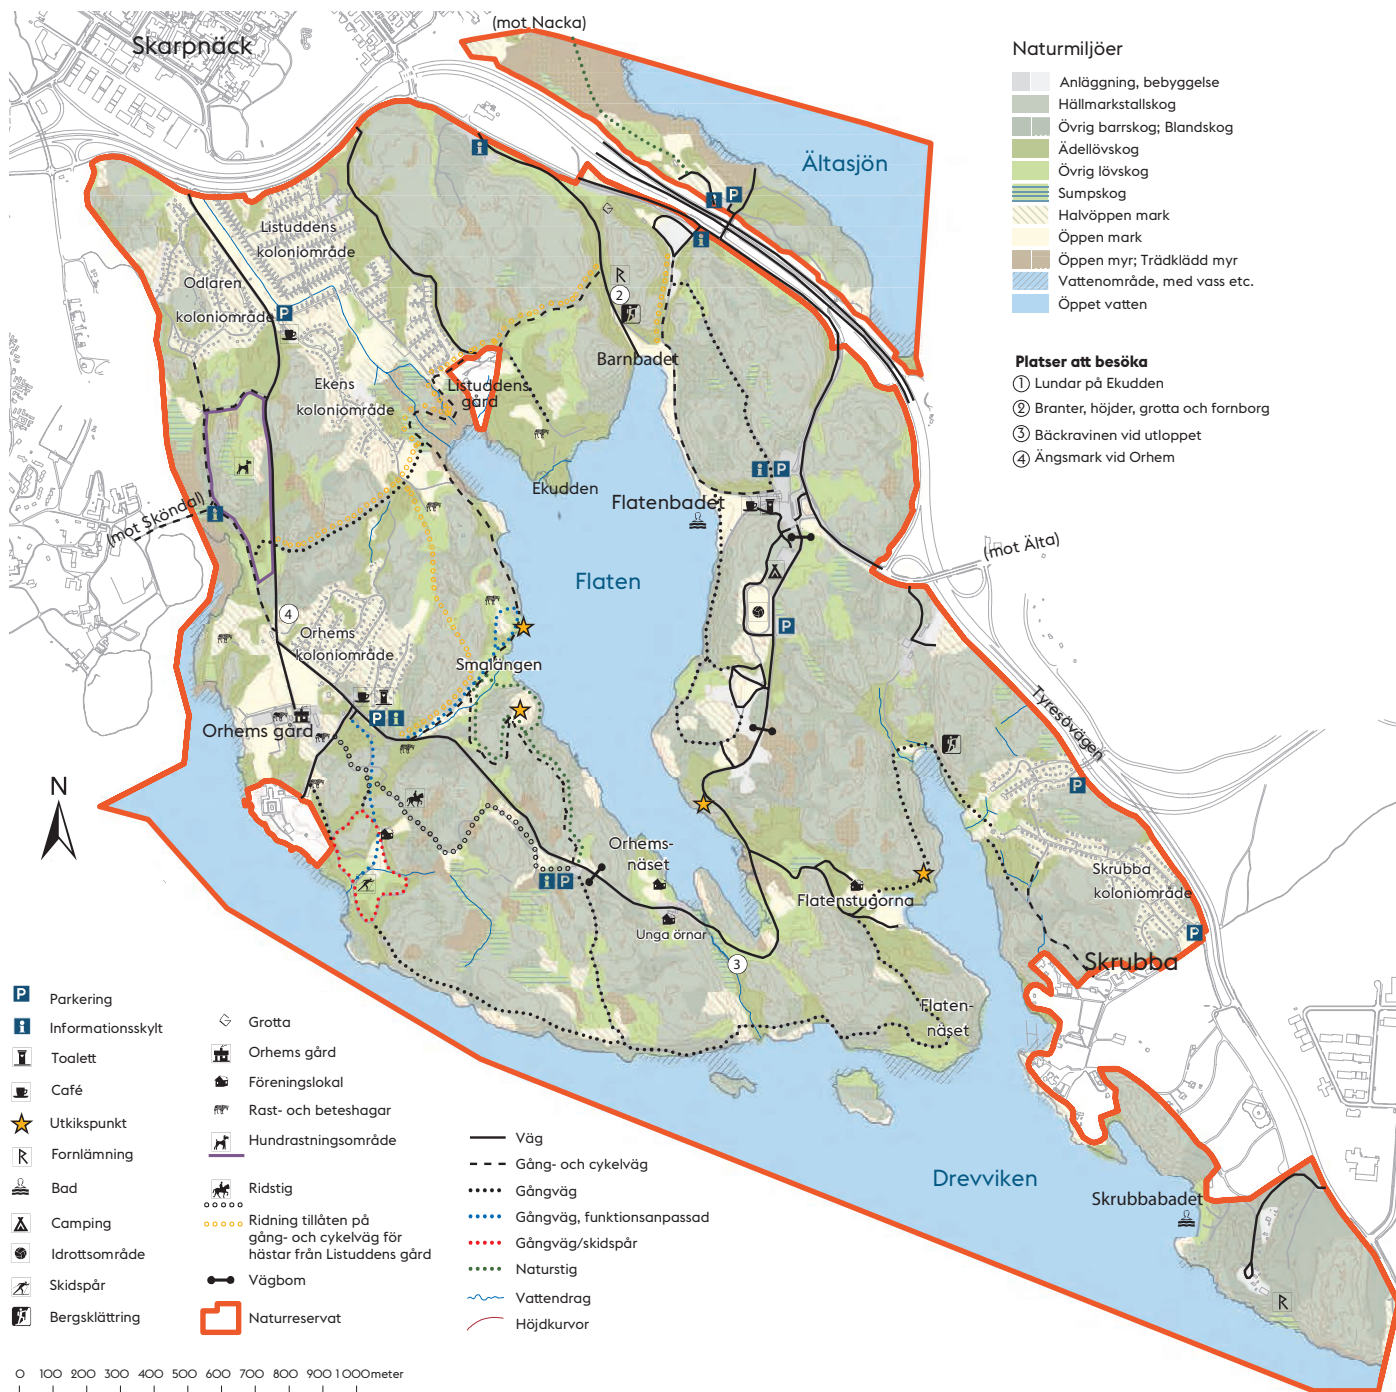 (mot Nacka)
Skarpnäck
Ältasjön
Listuddens
koloniområde
Odlaren
koloniområde
P
P
i
i
i
R
2
Barnbadet
Ekens
koloniområde
Listuddens
gård
Ekudden
Flatenbadet
i P
(mot Sköndal)
i
(mot Älta)
Flaten
4
Orhems
koloniområde
P
Smalängen
P i
Orhems gård
Tyresövägen
P
N
Orhems-
näset
Skrubba
koloniområde
i P
Flatenstugorna
Unga örnar
P
3
Skrubba
Flaten-
näset
Drevviken
Skrubbabadet
R
Naturmiljöer
Anläggning, bebyggelse
Hällmarkstallskog
Övrig barrskog; Blandskog
Ädellövskog
Övrig lövskog
Sumpskog
Halvöppen mark
Öppen mark
Öppen myr; Trädklädd myr
Vattenområde, med vass etc.
Öppet vatten
Platser att besöka
1 Lundar på Ekudden
2 Branter, höjder, grotta och fornborg
3 Bäckravinen vid utloppet
4 Ängsmark vid Orhem
P Parkering
i Informationsskylt
Toalett
Café
Utkikspunkt
R Fornlämning
Bad
Camping
Idrottsområde
Skidspår
Bergsklättring
Grotta
Orhems gård
Föreningslokal
Rast- och beteshagar
Hundrastningsområde
Ridstig
Ridning tillåten på
gång- och cykelväg för
hästar från Listuddens gård
Vägbom
Naturreservat
Väg
Gång- och cykelväg
Gångväg
Gångväg, funktionsanpassad
Gångväg/skidspår
Naturstig
Vattendrag
Höjdkurvor
0 100 200 300 400 500 600 700 800 900 1 000meter